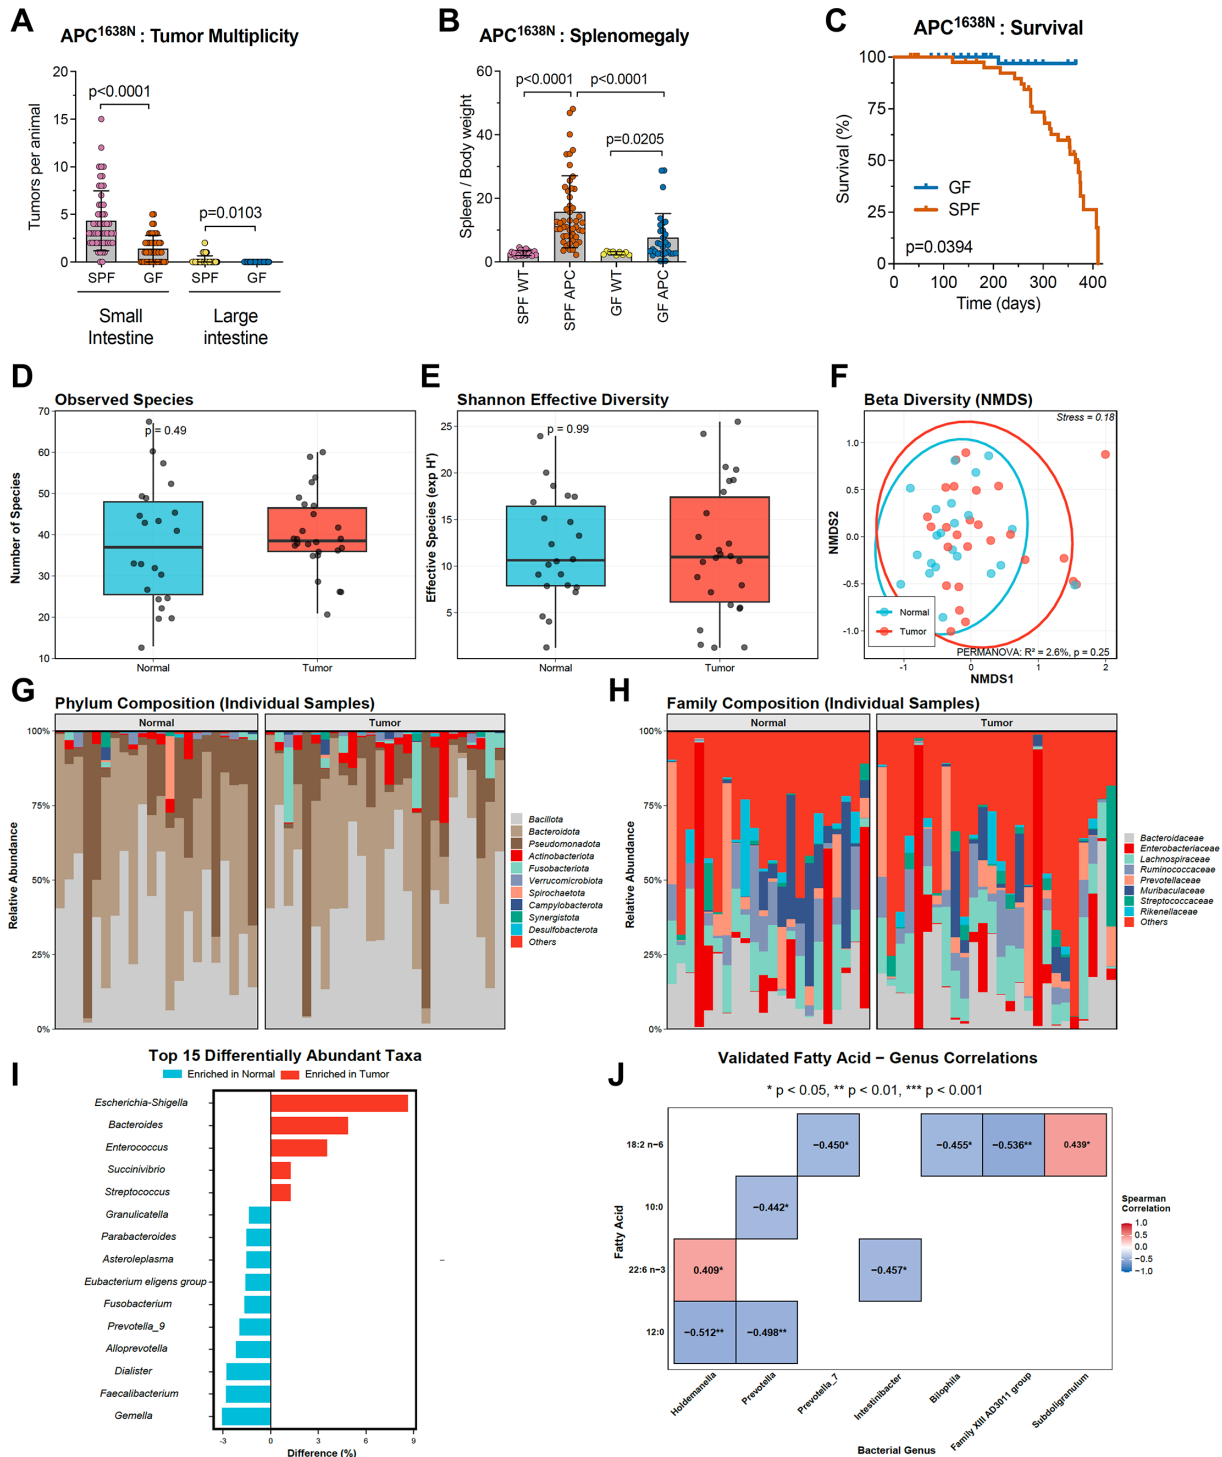 A
APC1638N : Tumor Multiplicity
Tumors per animal
20
15
10
5
0
p<0.0001
p=0.0103
SPF
GF
SPF
GF
Small
Intestine
Large
intestine
B
APC1638N : Splenomegaly
Spleen / Body weight
60
40
20
0
p<0.0001
p<0.0001
p=0.0205
SPF WT
SPF APC
GF WT
GF APC
C
APC1638N : Survival
Survival (%)
100
75
50
25
0
GF
SPF
p=0.0394
0
100
200
300
400
Time (days)
D
Observed Species
Number of Species
70
60
50
40
30
20
10
p = 0.49
Normal
Tumor
E
Shannon Effective Diversity
Effective Species (exp H')
25
20
15
10
5
p = 0.99
Normal
Tumor
F
Beta Diversity (NMDS)
Stress = 0.18
NMDS2
1.0
0.5
0.0
-0.5
-1.0
Normal
Tumor
PERMANOVA: R² = 2.6%, p = 0.25
-1
0
1
2
NMDS1
G
Phylum Composition (Individual Samples)
Normal
Tumor
Relative Abundance
100%
75%
50%
25%
0%
Bacillota
Bacteroidota
Pseudomonadota
Actinobacteriota
Fusobacteriota
Verrucomicrobiota
Spirochaetota
Campylobacterota
Synergistota
Desulfobacterota
Others
H
Family Composition (Individual Samples)
Normal
Tumor
Relative Abundance
100%
75%
50%
25%
0%
Bacteroidaceae
Enterobacteriaceae
Lachnospiraceae
Ruminococcaceae
Prevotellaceae
Muribaculaceae
Streptococcaceae
Rikenellaceae
Others
I
Top 15 Differentially Abundant Taxa
Enriched in Normal
Enriched in Tumor
Escherichia-Shigella
Bacteroides
Enterococcus
Succinivibrio
Streptococcus
Granulicatella
Parabacteroides
Asteroleplasma
Eubacterium eligens group
Fusobacterium
Prevotella_9
Alloprevotella
Dialister
Faecalibacterium
Gemella
-3
0
3
6
9
Difference (%)
J
Validated Fatty Acid − Genus Correlations
* p < 0.05, ** p < 0.01, *** p < 0.001
Fatty Acid
18:2 n−6
−0.450*
−0.455*
−0.536**
0.439*
10:0
−0.442*
22:6 n−3
0.409*
−0.457*
12:0
−0.512**
−0.498**
Holdemanella
Prevotella
Prevotella_7
Intestinibacter
Bilophila
Family XIII AD3011 group
Subdoligranulum
Bacterial Genus
Spearman
Correlation
1.0
0.5
0.0
−0.5
−1.0